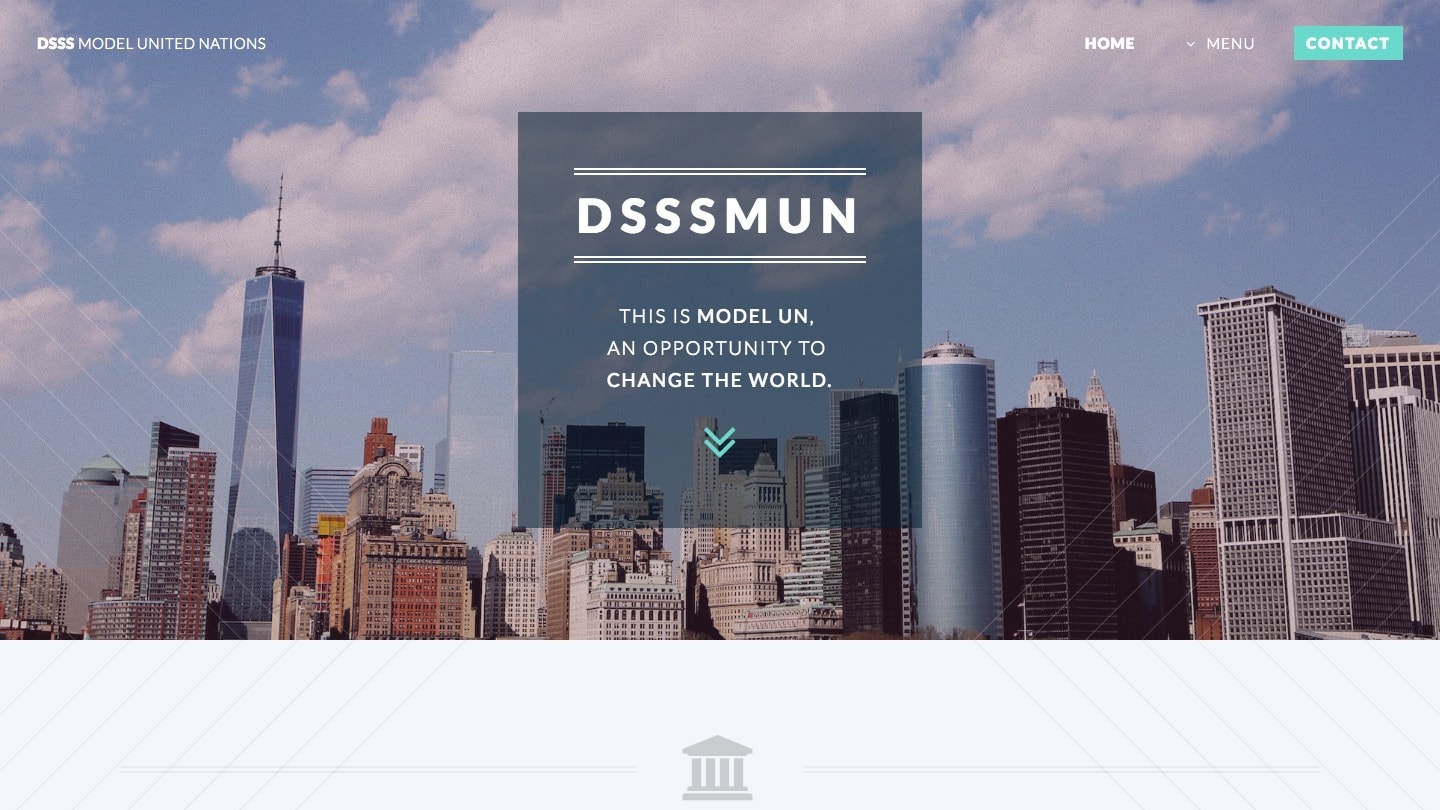 DSSS MODEL UNITED NATIONS
HOME
MENU
CONTACT
DSSSMUN
THIS IS MODEL UN,
AN OPPORTUNITY TO
CHANGE THE WORLD.